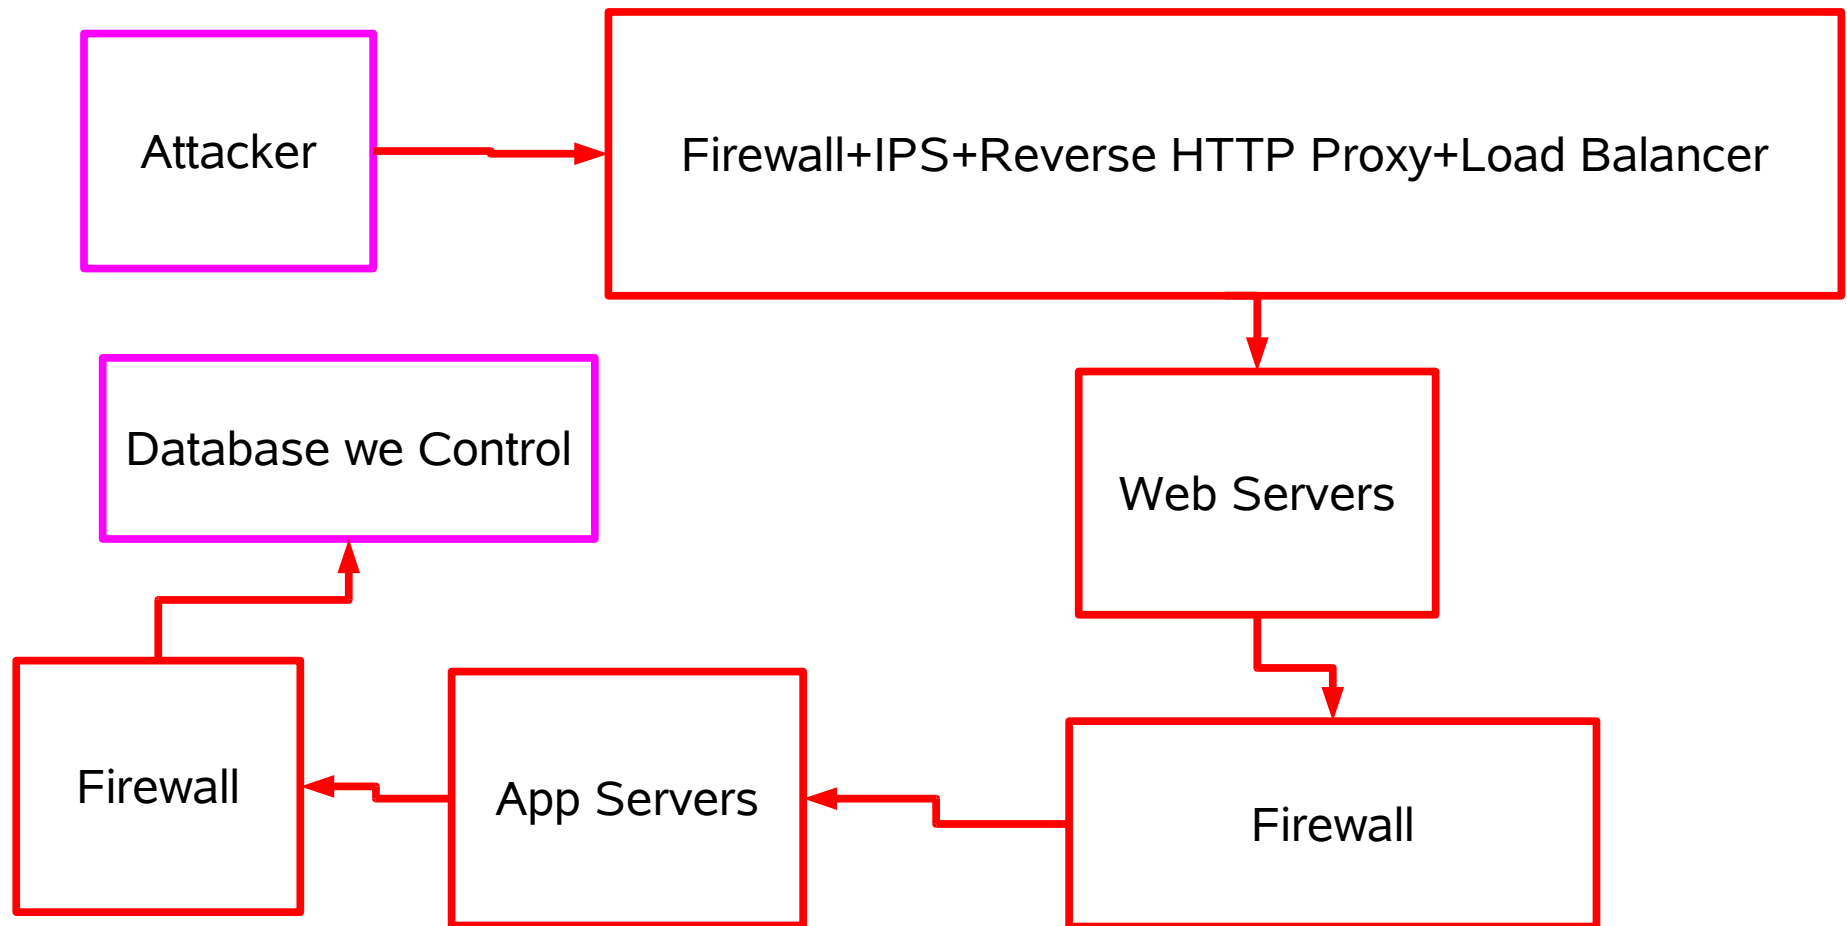 Attacker
Firewall+IPS+Reverse HTTP Proxy+Load Balancer
Database we Control
Web Servers
Firewall
App Servers
Firewall